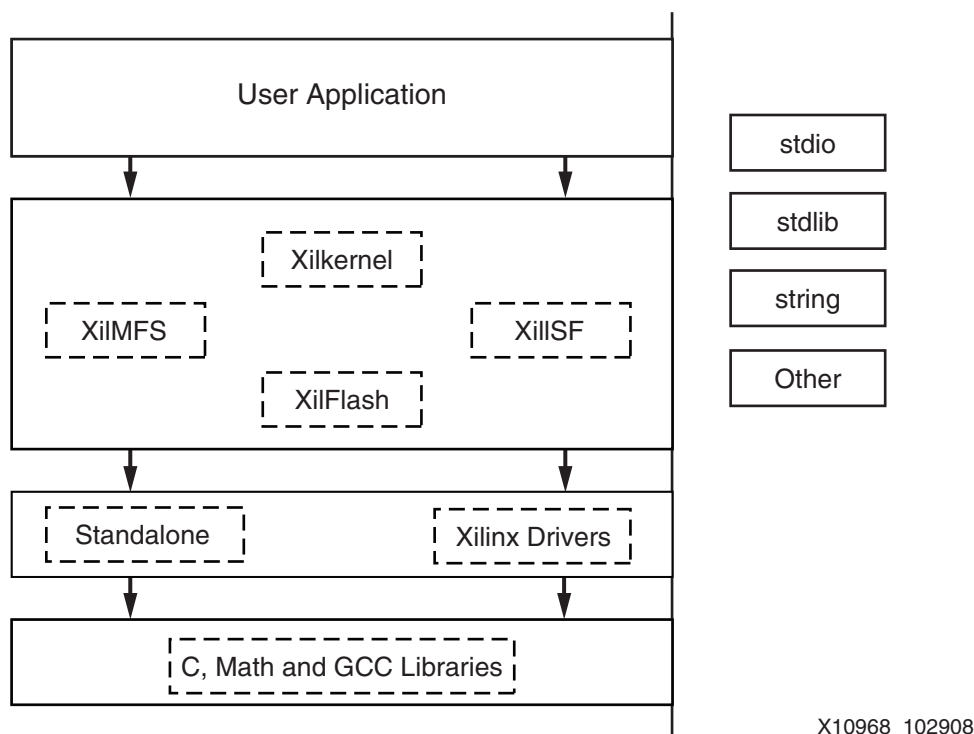 User Application
Xilkernel
XilMFS
XilISF
XilFlash
Standalone
Xilinx Drivers
C, Math and GCC Libraries
stdio
stdlib
string
Other
X10968_102908